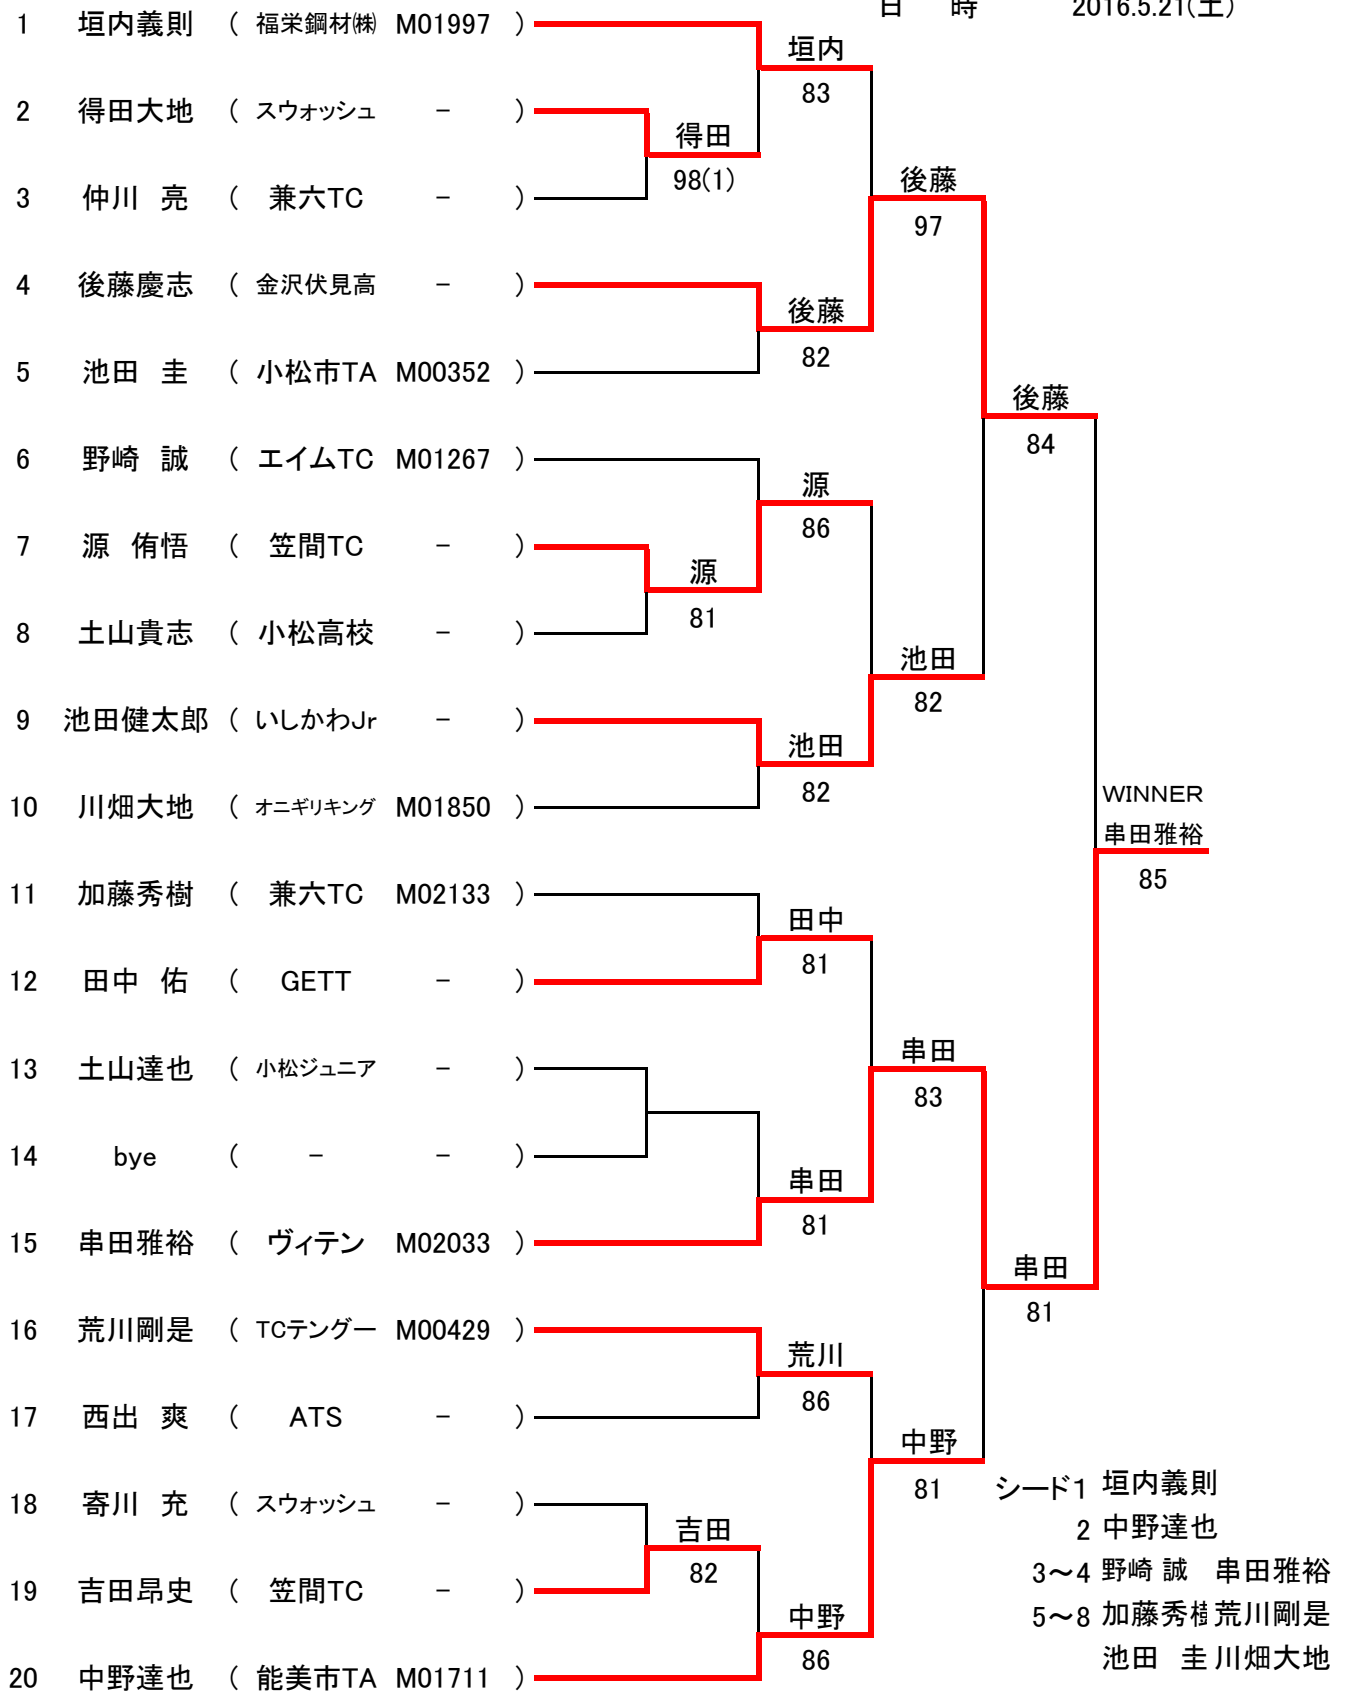 日　時　2016.5.21(土)
1 垣内義則 ( 福栄鋼材㈱ M01997 )
垣内
83
2 得田大地 ( スウォッシュ - )
得田
98(1)
3 仲川 亮 ( 兼六TC - )
後藤
97
4 後藤慶志 ( 金沢伏見高 - )
後藤
82
5 池田 圭 ( 小松市TA M00352 )
後藤
84
6 野崎 誠 ( エイムTC M01267 )
源
86
7 源 侑悟 ( 笠間TC - )
源
81
8 土山貴志 ( 小松高校 - )
池田
82
9 池田健太郎 ( いしかわJr - )
池田
82
10 川畑大地 ( オニギリキング M01850 )
WINNER
串田雅裕
85
11 加藤秀樹 ( 兼六TC M02133 )
田中
81
12 田中 佑 ( GETT - )
串田
83
13 土山達也 ( 小松ジュニア - )
14 bye ( - - )
串田
81
15 串田雅裕 ( ヴィテン M02033 )
串田
81
16 荒川剛是 ( TCテングー M00429 )
荒川
86
17 西出 爽 ( ATS - )
中野
81
18 寄川 充 ( スウォッシュ - )
吉田
82
19 吉田昂史 ( 笠間TC - )
中野
86
20 中野達也 ( 能美市TA M01711 )
シード1 垣内義則
2 中野達也
3～4 野崎 誠 串田雅裕
5～8 加藤秀樹 荒川剛是
池田 圭 川畑大地